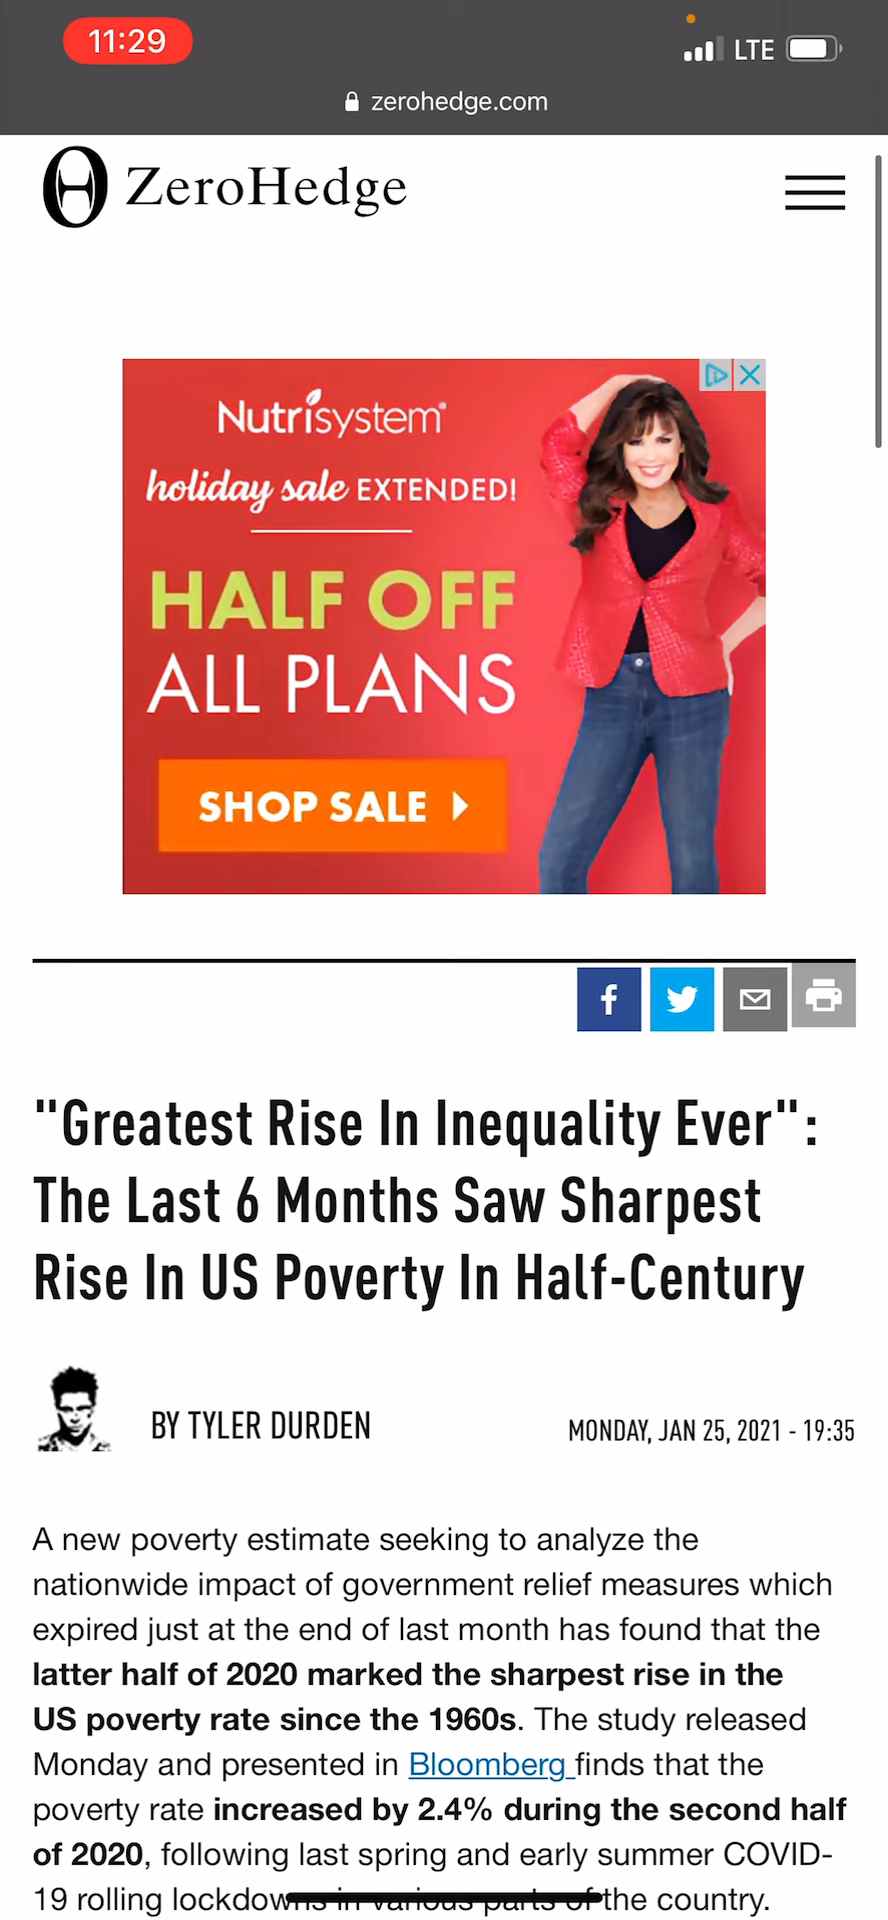 11:29
LTE
zerohedge.com
ZeroHedge
Nutrisystem®
holiday sale EXTENDED!
HALF OFF
ALL PLANS
SHOP SALE
"Greatest Rise In Inequality Ever":
The Last 6 Months Saw Sharpest
Rise In US Poverty In Half-Century
BY TYLER DURDEN
MONDAY, JAN 25, 2021 - 19:35
A new poverty estimate seeking to analyze the
nationwide impact of government relief measures which
expired just at the end of last month has found that the
latter half of 2020 marked the sharpest rise in the
US poverty rate since the 1960s. The study released
Monday and presented in Bloomberg finds that the
poverty rate increased by 2.4% during the second half
of 2020, following last spring and early summer COVID-
19 rolling lockdowns in various parts of the country.